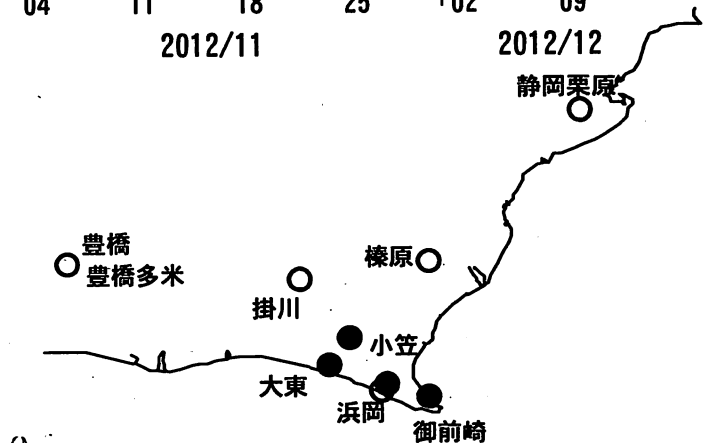 04 11 18 25 02 09
2012/11 2012/12
静岡栗原
豊橋
豊橋多米
榛原
掛川
小笠
大東
浜岡
御前崎